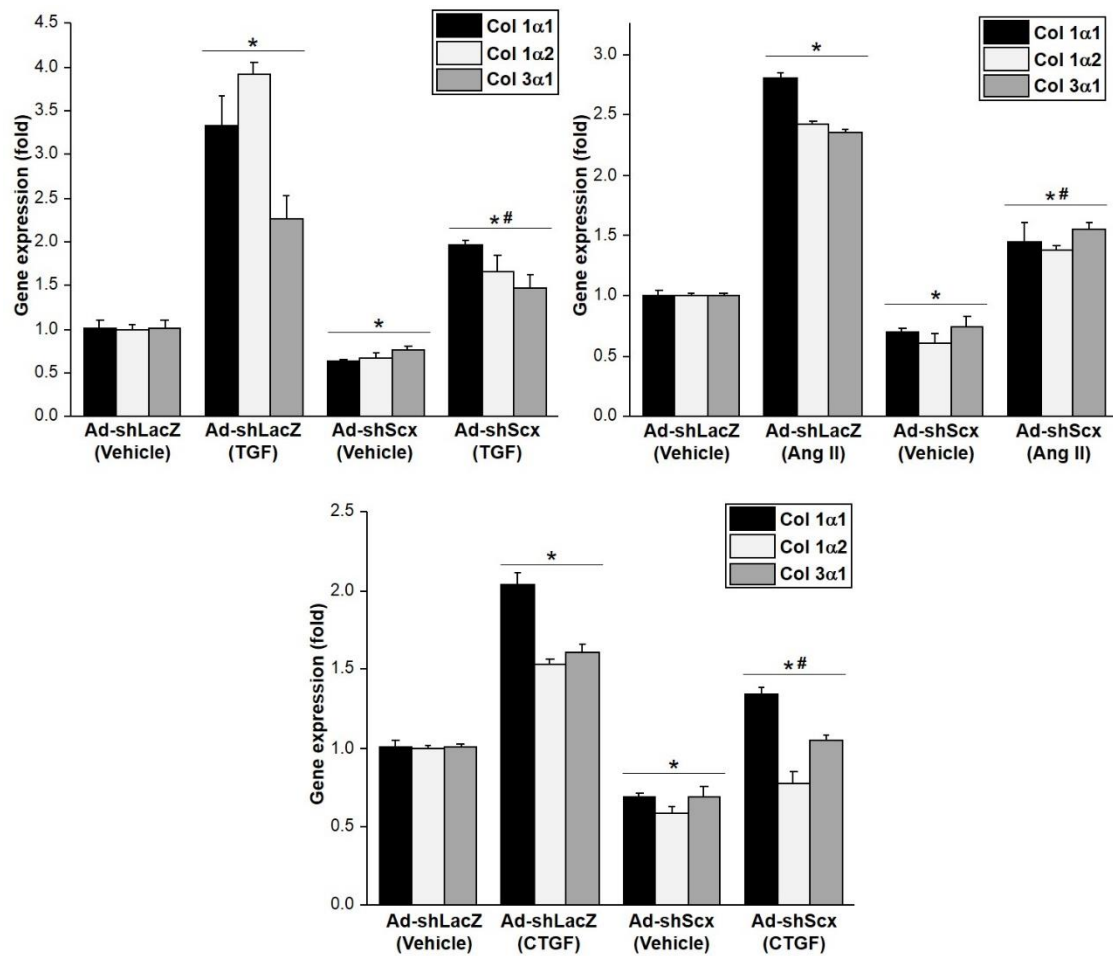 Gene expression (fold)
4.5
4.0
3.5
3.0
2.5
2.0
1.5
1.0
0.5
0.0
Col 1α1
Col 1α2
Col 3α1
*
*
* #
Ad-shLacZ
(Vehicle)
Ad-shLacZ
(TGF)
Ad-shScx
(Vehicle)
Ad-shScx
(TGF)
Gene expression (fold)
3.0
2.5
2.0
1.5
1.0
0.5
0.0
Col 1α1
Col 1α2
Col 3α1
*
*
* #
Ad-shLacZ
(Vehicle)
Ad-shLacZ
(Ang II)
Ad-shScx
(Vehicle)
Ad-shScx
(Ang II)
Gene expression (fold)
2.5
2.0
1.5
1.0
0.5
0.0
Col 1α1
Col 1α2
Col 3α1
*
*
* #
Ad-shLacZ
(Vehicle)
Ad-shLacZ
(CTGF)
Ad-shScx
(Vehicle)
Ad-shScx
(CTGF)